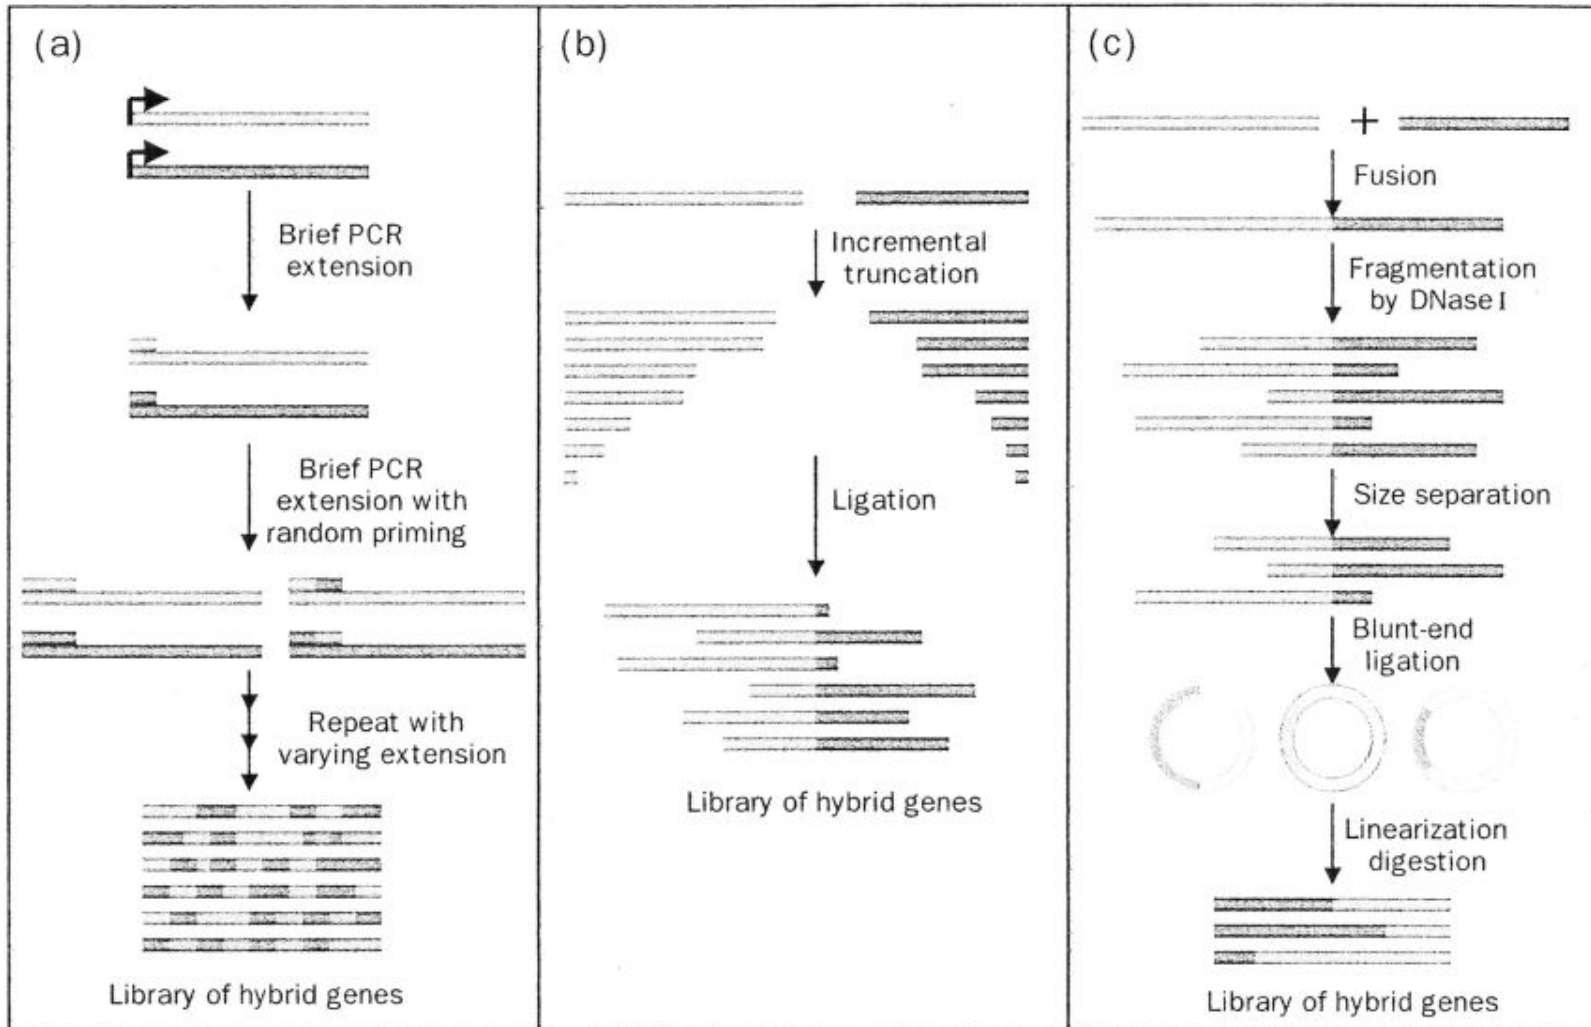 (a)
Brief PCR
extension
Brief PCR
extension with
random priming
Repeat with
varying extension
Library of hybrid genes
(b)
Incremental
truncation
Ligation
Library of hybrid genes
(c)
+
Fusion
Fragmentation
by DNase I
Size separation
Blunt-end
ligation
Linearization
digestion
Library of hybrid genes